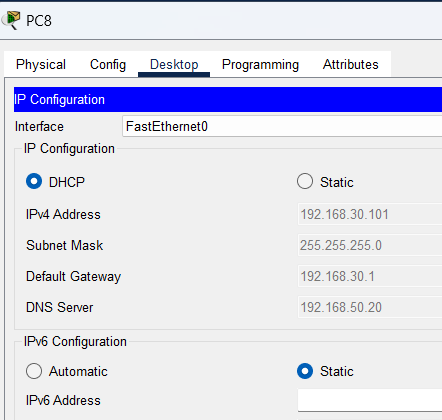 PC8
Physical Config Desktop Programming Attributes
IP Configuration
Interface FastEthernet0
IP Configuration
DHCP Static
IPv4 Address 192.168.30.101
Subnet Mask 255.255.255.0
Default Gateway 192.168.30.1
DNS Server 192.168.50.20
IPv6 Configuration
Automatic Static
IPv6 Address